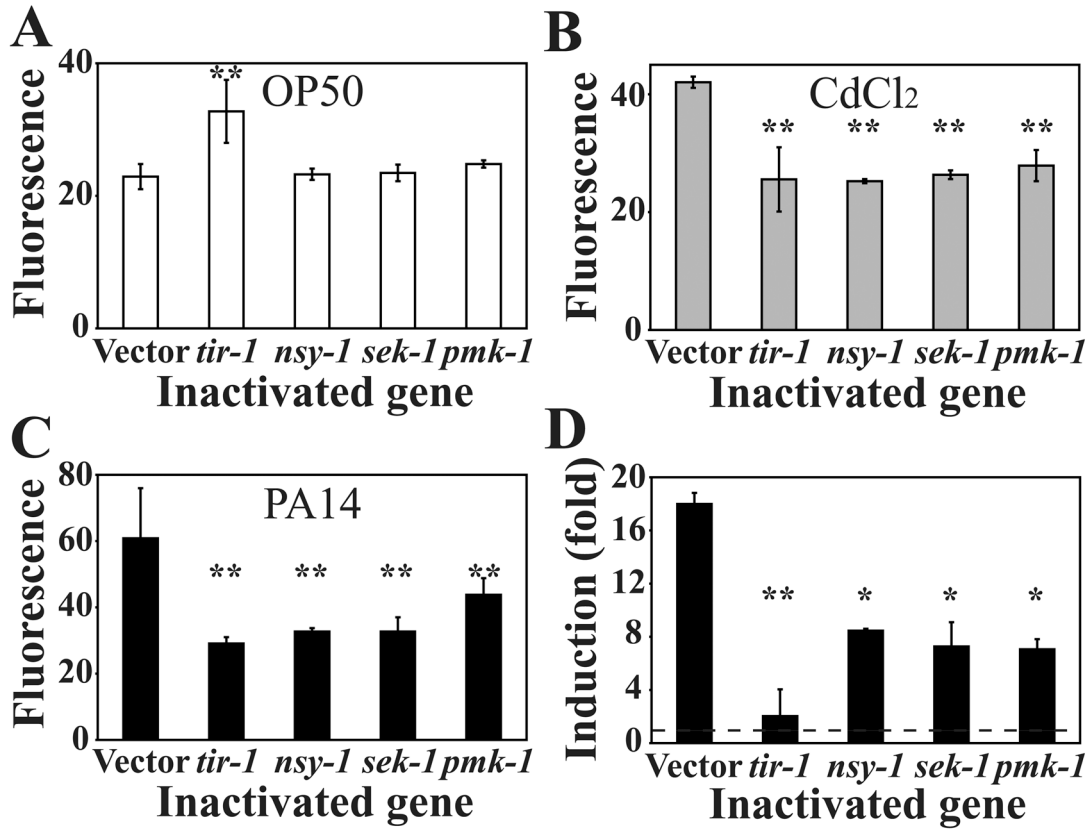 A
40
**
OP50
20
0
Fluorescence
Vector tir-1 nsy-1 sek-1 pmk-1
Inactivated gene
B
40
CdCl2
** ** ** **
20
0
Fluorescence
Vector tir-1 nsy-1 sek-1 pmk-1
Inactivated gene
C
80
PA14
60
** ** ** **
40
20
0
Fluorescence
Vector tir-1 nsy-1 sek-1 pmk-1
Inactivated gene
D
20
16
12
** * * *
8
4
0
Induction (fold)
Vector tir-1 nsy-1 sek-1 pmk-1
Inactivated gene